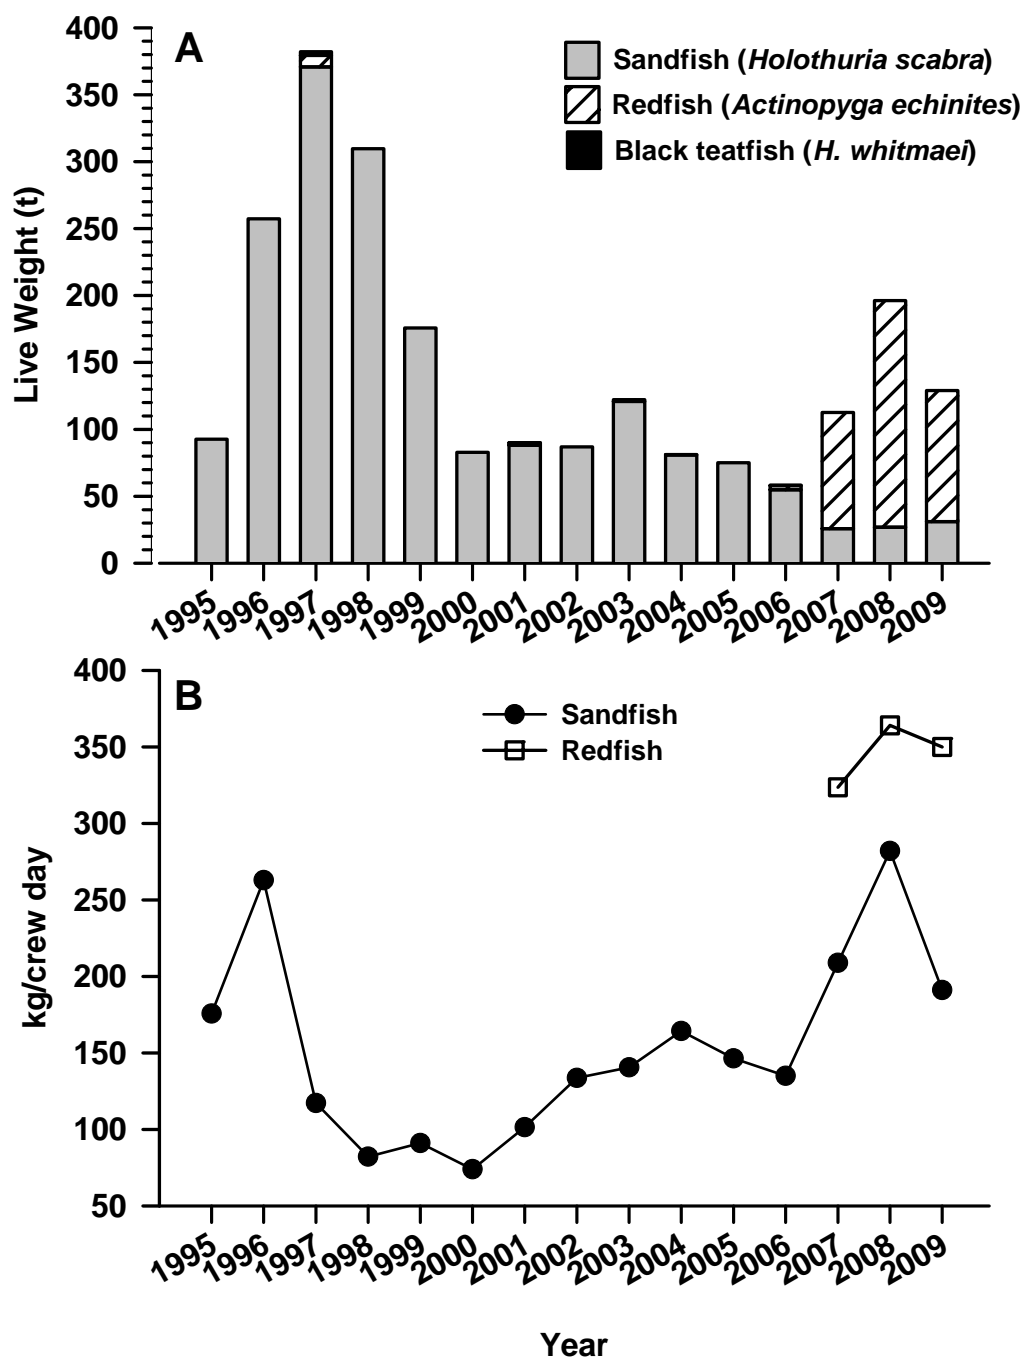 A
Sandfish (Holothuria scabra)
Redfish (Actinopyga echinites)
Black teatfish (H. whitmaei)
Live Weight (t)
400
350
300
250
200
150
100
50
0
1995 1996 1997 1998 1999 2000 2001 2002 2003 2004 2005 2006 2007 2008 2009
B
Sandfish
Redfish
kg/crew day
400
350
300
250
200
150
100
50
1995 1996 1997 1998 1999 2000 2001 2002 2003 2004 2005 2006 2007 2008 2009
Year